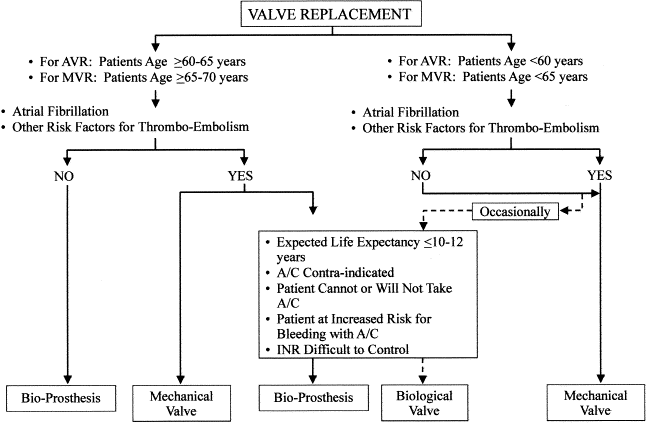 VALVE REPLACEMENT
• For AVR: Patients Age ≥60-65 years
• For MVR: Patients Age ≥65-70 years
• For AVR: Patients Age <60 years
• For MVR: Patients Age <65 years
• Atrial Fibrillation
• Other Risk Factors for Thrombo-Embolism
• Atrial Fibrillation
• Other Risk Factors for Thrombo-Embolism
NO
YES
NO
YES
Occasionally
• Expected Life Expectancy ≤10-12
years
• A/C Contra-indicated
• Patient Cannot or Will Not Take
A/C
• Patient at Increased Risk for
Bleeding with A/C
• INR Difficult to Control
Bio-Prosthesis
Mechanical
Valve
Bio-Prosthesis
Biological
Valve
Mechanical
Valve